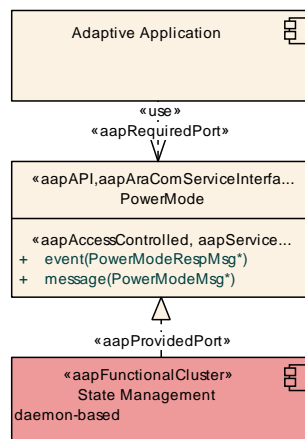 Adaptive Application
«use»
«aapRequiredPort»
«aapAPI,aapAraComServiceInterfa...
PowerMode
«aapAccessControlled, aapService...
+ event(PowerModeRespMsg*)
+ message(PowerModeMsg*)
«aapProvidedPort»
«aapFunctionalCluster»
State Management
daemon-based